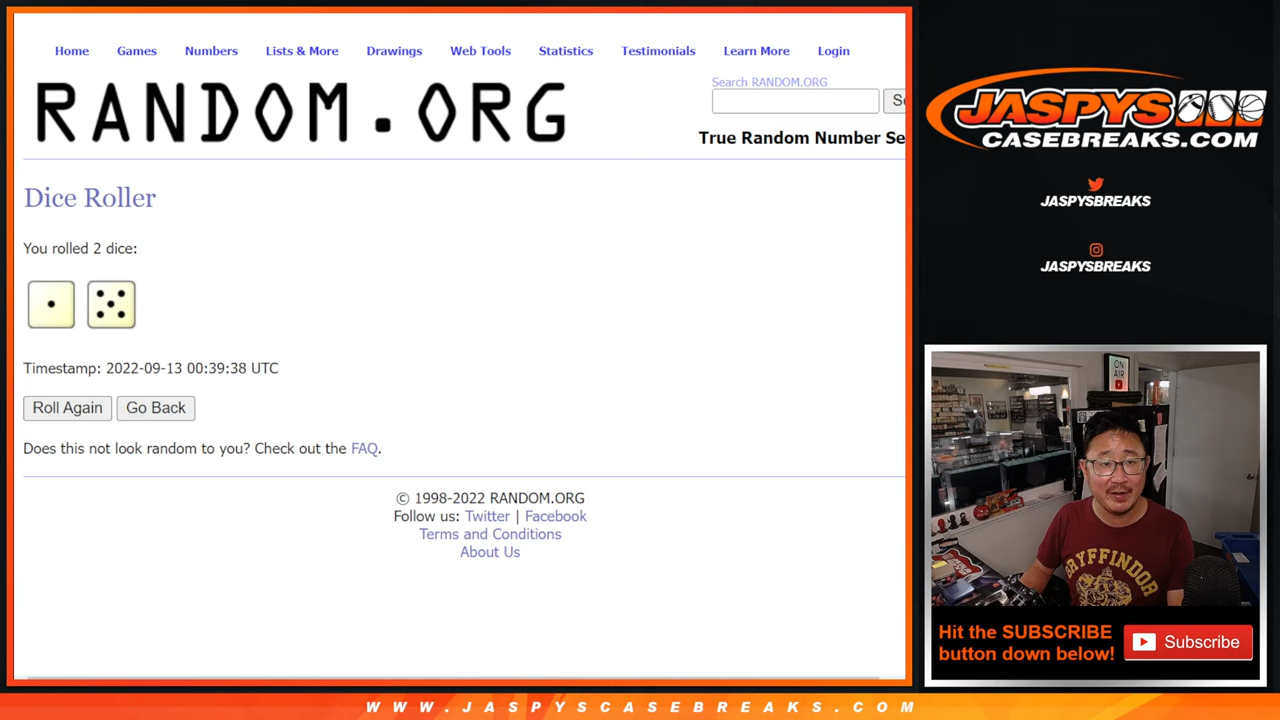 Home Games Numbers Lists & More Drawings Web Tools Statistics Testimonials Learn More Login
RANDOM.ORG
Search RANDOM.ORG
True Random Number Se
Dice Roller
You rolled 2 dice:
Timestamp: 2022-09-13 00:39:38 UTC
Roll Again Go Back
Does this not look random to you? Check out the FAQ.
© 1998-2022 RANDOM.ORG
Follow us: Twitter | Facebook
Terms and Conditions
About Us
JASPYS
CASEBREAKS.COM
JASPYSBREAKS
JASPYSBREAKS
ON
AIR
GRYFFINDOR
Hit the SUBSCRIBE
button down below!
Subscribe
WWW.JASPYSCASEBREAKS.COM